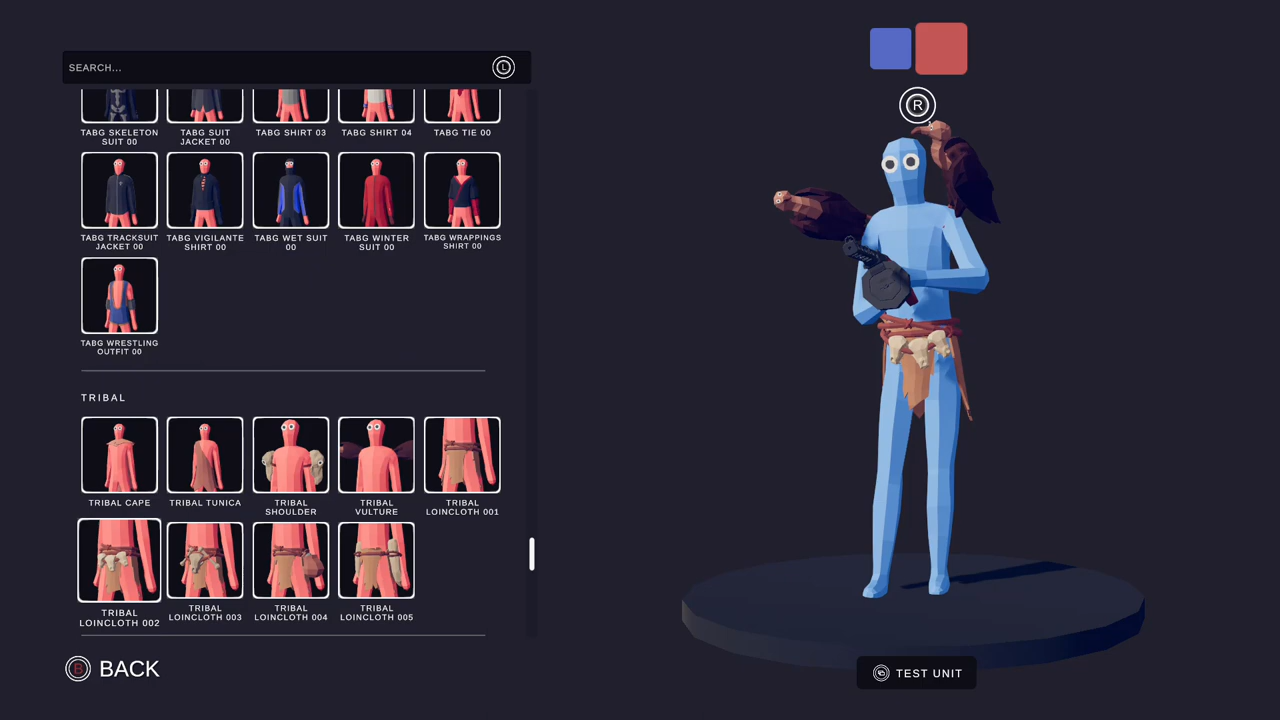 SEARCH...
L
R
TABG SKELETON
SUIT 00
TABG SUIT
JACKET 00
TABG SHIRT 03
TABG SHIRT 04
TABG TIE 00
TABG TRACKSUIT
JACKET 00
TABG VIGILANTE
SHIRT 00
TABG WET SUIT
00
TABG WINTER
SUIT 00
TABG WRAPPINGS
SHIRT 00
TABG WRESTLING
OUTFIT 00
TRIBAL
TRIBAL CAPE
TRIBAL TUNICA
TRIBAL
SHOULDER
TRIBAL
VULTURE
TRIBAL
LOINCLOTH 001
TRIBAL
LOINCLOTH 002
TRIBAL
LOINCLOTH 003
TRIBAL
LOINCLOTH 004
TRIBAL
LOINCLOTH 005
B BACK
TEST UNIT